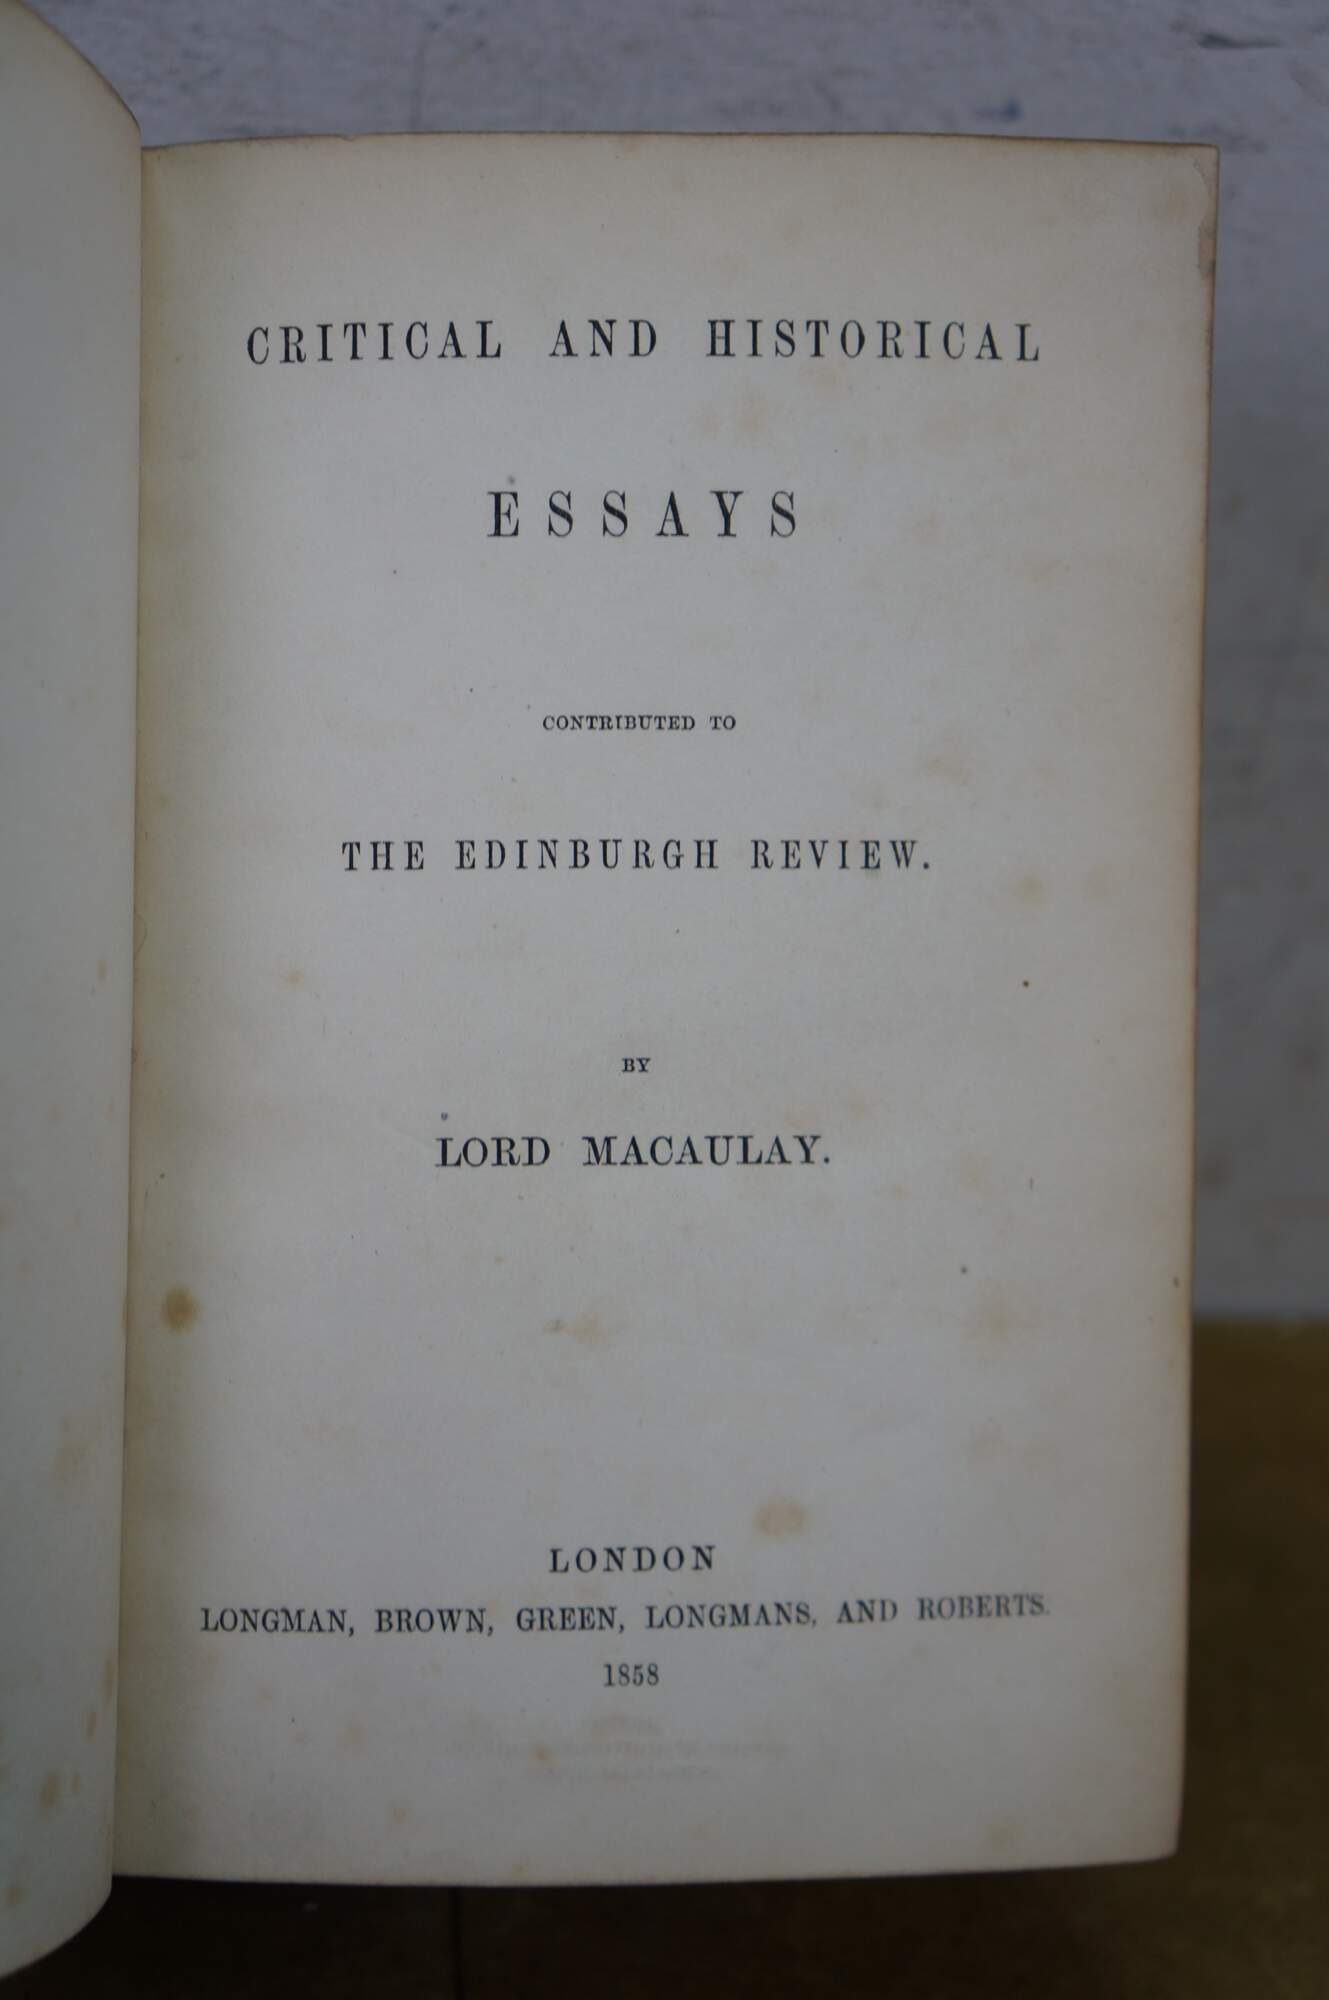 CRITICAL AND HISTORICAL
ESSAYS
CONTRIBUTED TO
THE EDINBURGH REVIEW.
BY
LORD MACAULAY.
LONDON
LONGMAN, BROWN, GREEN, LONGMANS, AND ROBERTS.
1858